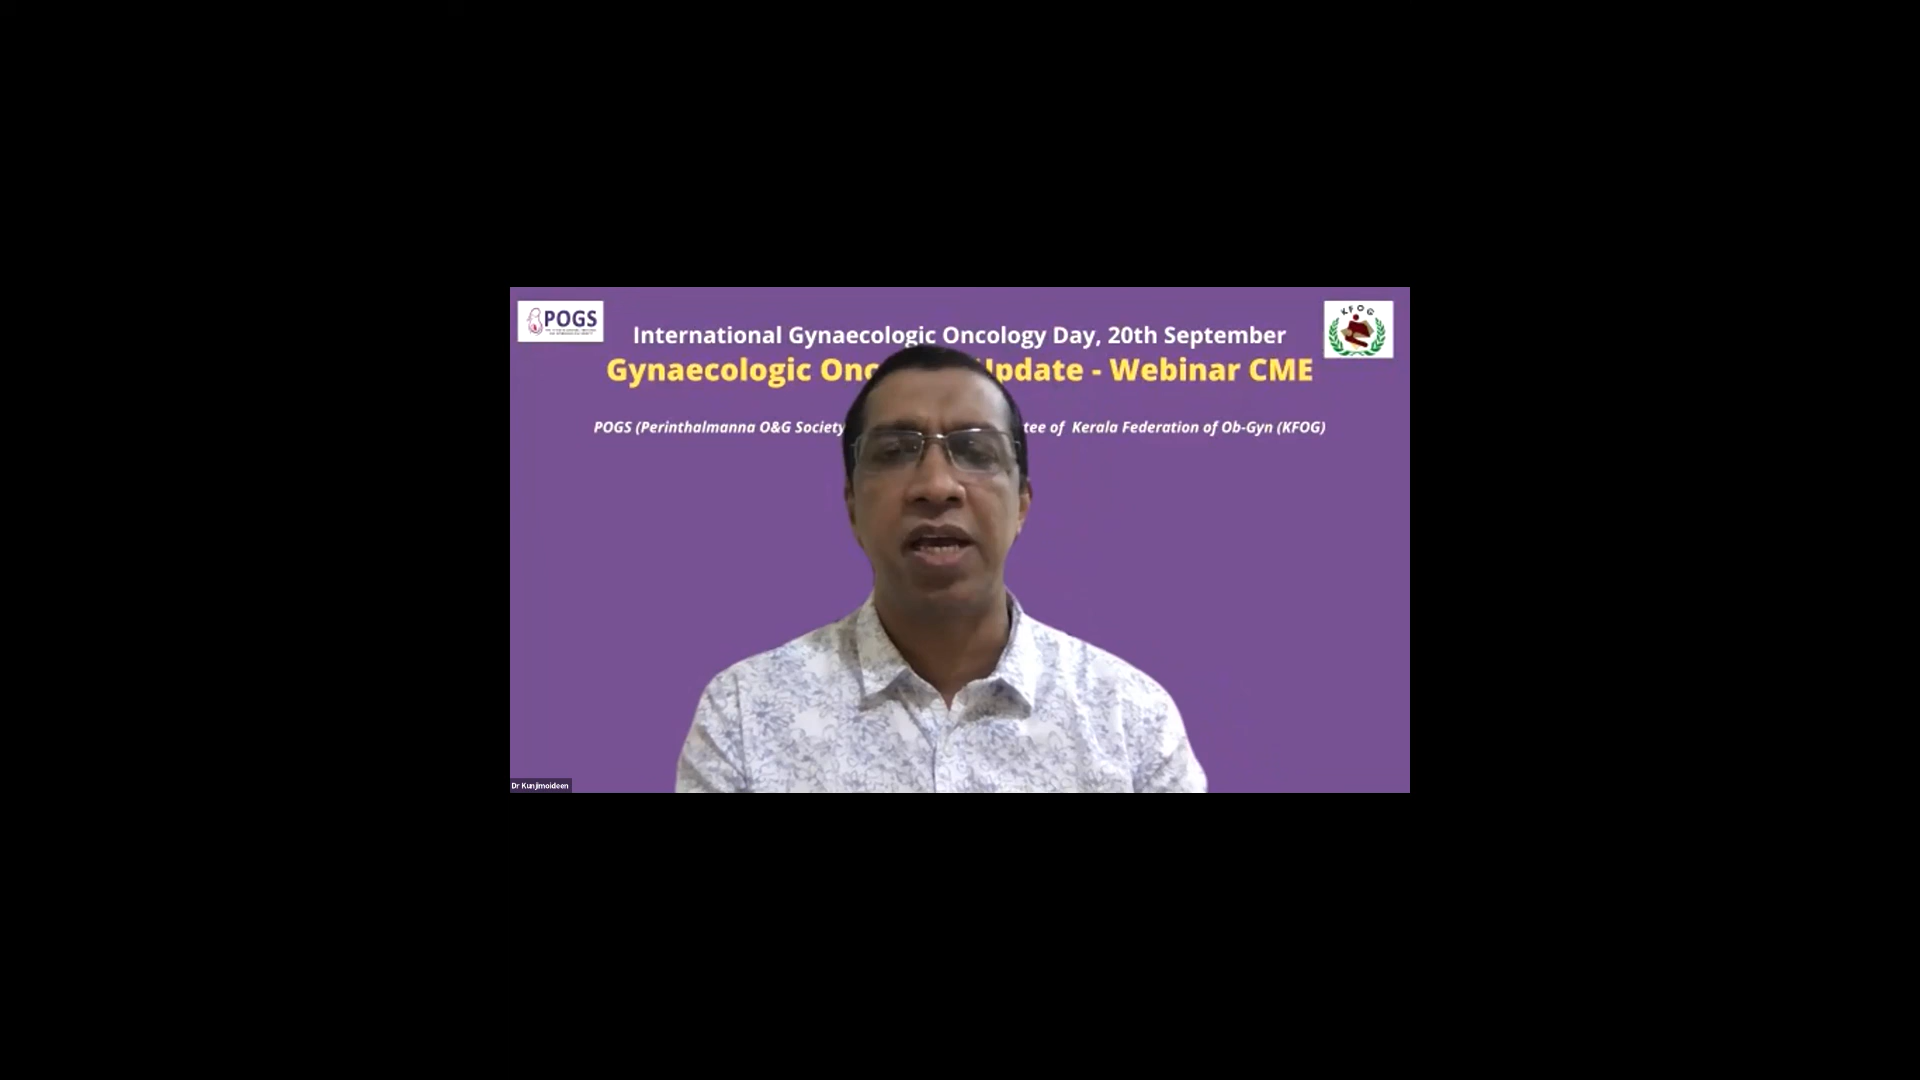 POGS
KFOG
International Gynaecologic Oncology Day, 20th September
Gynaecologic Onc Update - Webinar CME
POGS (Perinthalmanna O&G Society tee of Kerala Federation of Ob-Gyn (KFOG)
Dr Kunjimoideen